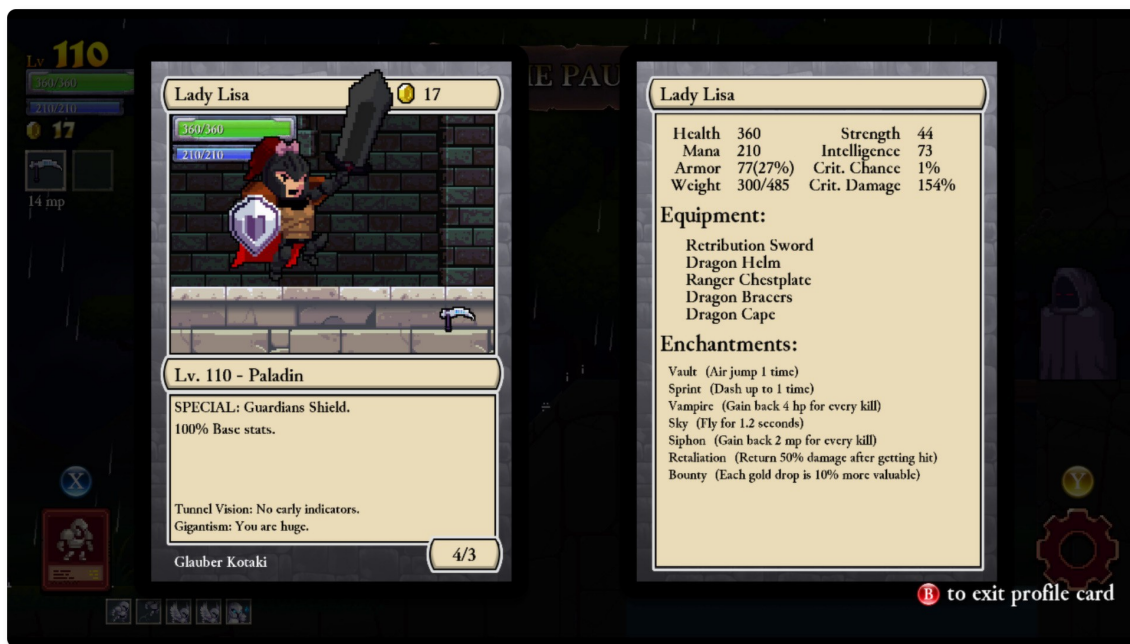 Lv 110
360/360
210/210
17
14 mp
IE PAU
Lady Lisa 17
360/360
210/210
Lv. 110 - Paladin
SPECIAL: Guardians Shield.
100% Base stats.
Tunnel Vision: No early indicators.
Gigantism: You are huge.
Glauber Kotaki
4/3
X
Lady Lisa
Health 360 Strength 44
Mana 210 Intelligence 73
Armor 77(27%) Crit. Chance 1%
Weight 300/485 Crit. Damage 154%
Equipment:
Retribution Sword
Dragon Helm
Ranger Chestplate
Dragon Bracers
Dragon Cape
Enchantments:
Vault (Air jump 1 time)
Sprint (Dash up to 1 time)
Vampire (Gain back 4 hp for every kill)
Sky (Fly for 1.2 seconds)
Siphon (Gain back 2 mp for every kill)
Retaliation (Return 50% damage after getting hit)
Bounty (Each gold drop is 10% more valuable)
Y
B to exit profile card